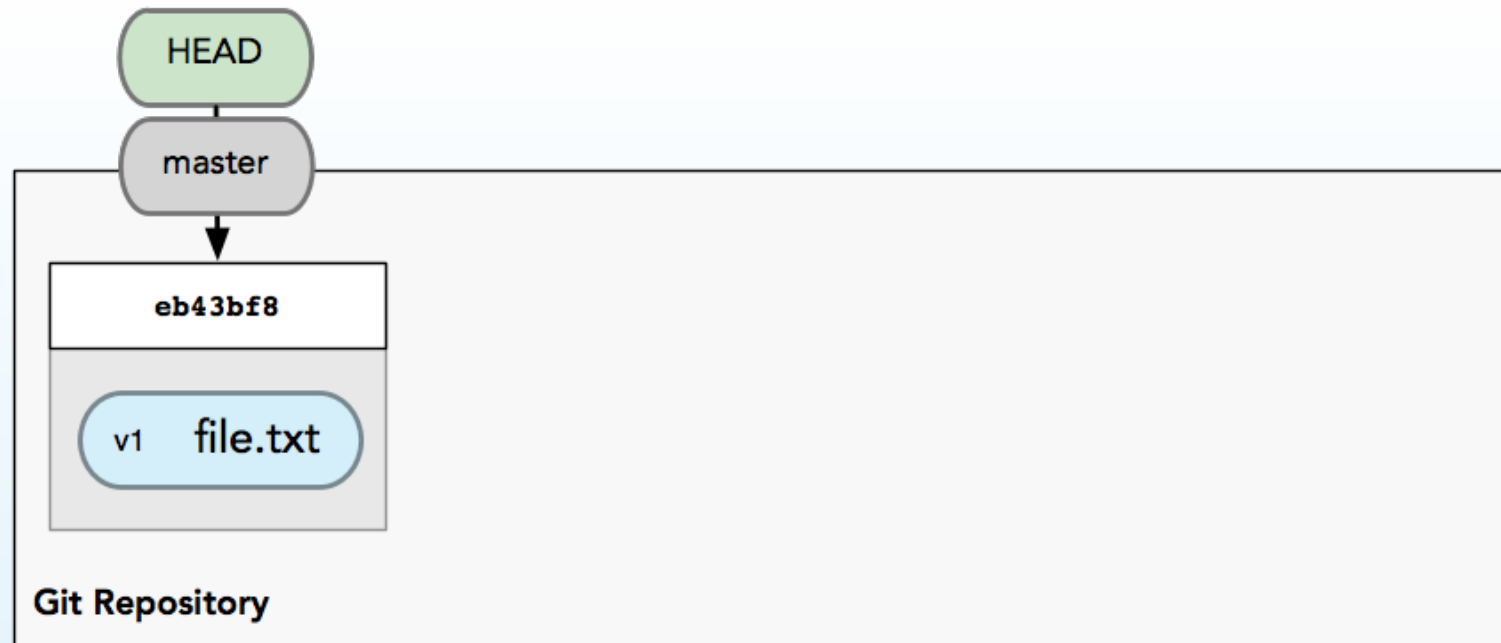 HEAD
master
eb43bf8
v1 file.txt
Git Repository